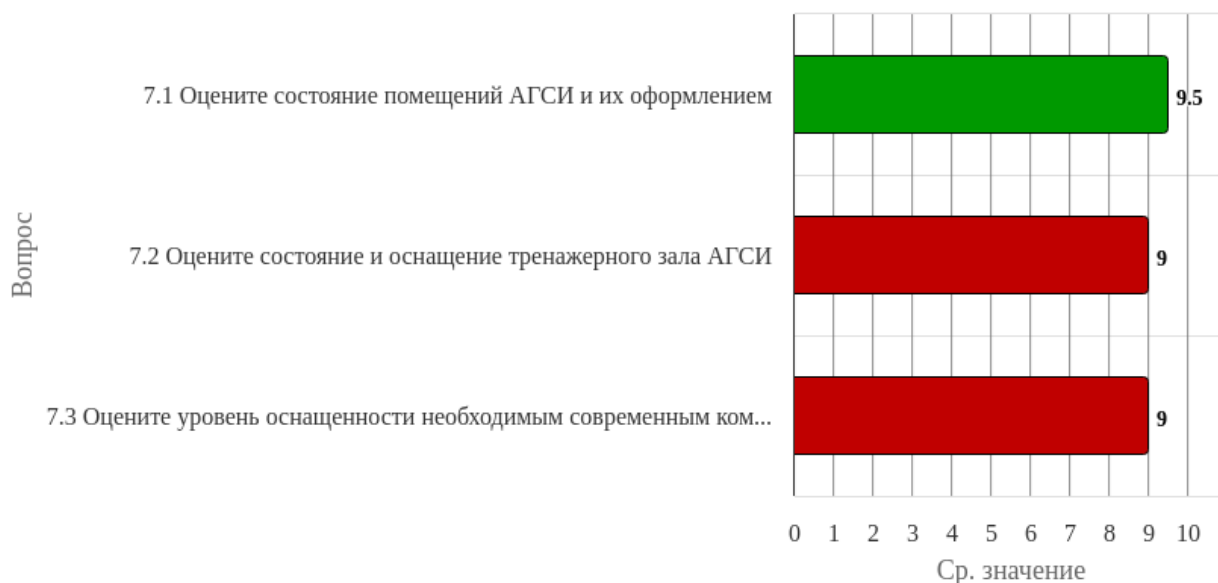 7.1 Оцените состояние помещений АГСИ и их оформлением
9.5
7.2 Оцените состояние и оснащение тренажерного зала АГСИ
9
7.3 Оцените уровень оснащенности необходимым современным ком...
9
Вопрос
0 1 2 3 4 5 6 7 8 9 10
Ср. значение